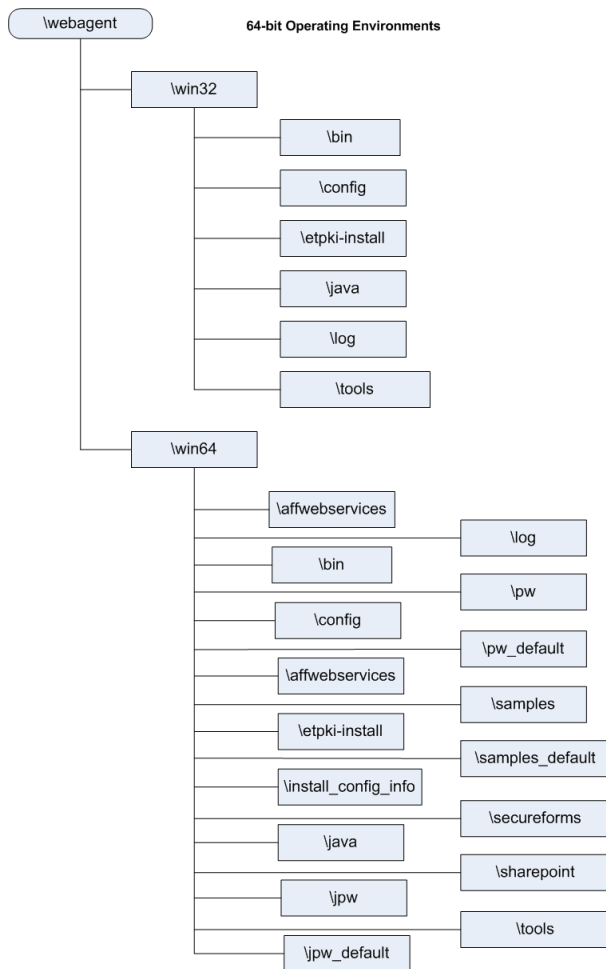 \webagent
64-bit Operating Environments
\win32
\bin
\config
\etpki-install
\java
\log
\tools
\win64
\affwebservices
\log
\bin
\pw
\config
\pw_default
\affwebservices
\samples
\etpki-install
\samples_default
\install_config_info
\secureforms
\java
\sharepoint
\jpw
\tools
\jpw_default